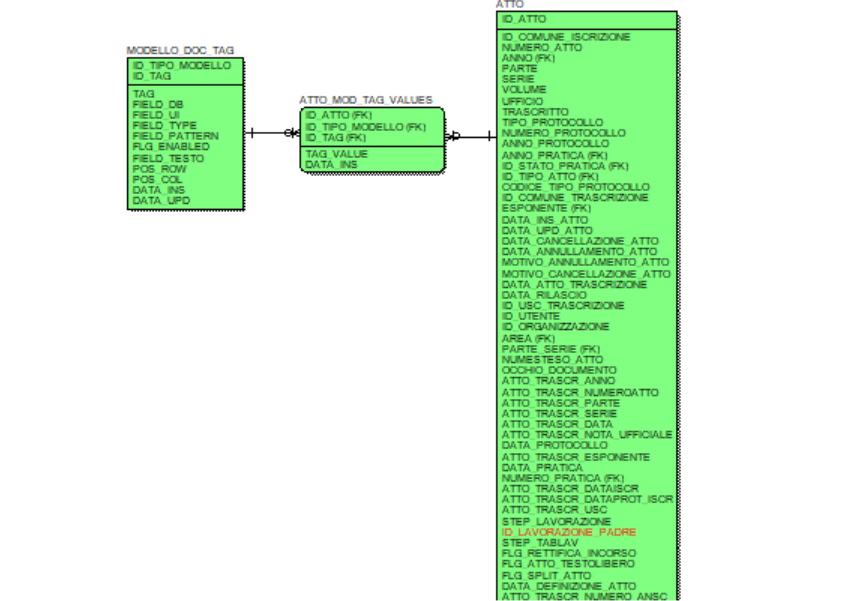 MODELLO_DOC_TAG
ID_TIPO_MODELLO
ID_TAG
TAG
FIELD_DB
FIELD_UI
FIELD_TYPE
FIELD_PATTERN
FLG_ENABLED
FIELD_TESTO
POS_ROW
POS_COL
DATA_INS
DATA_UPD
ATTO_MOD_TAG_VALUES
ID_ATTO (FK)
ID_TIPO_MODELLO (FK)
ID_TAG (FK)
TAG_VALUE
DATA_INS
ATTO
ID_ATTO
ID_COMUNE_ISCRIZIONE
NUMERO_ATTO
ANNO (FK)
PARTE
SERIE
VOLUME
UFFICIO
TRASCRITTO
TIPO_PROTOCOLLO
NUMERO_PROTOCOLLO
ANNO_PROTOCOLLO
ANNO_PRATICA (FK)
ID_STATO_PRATICA (FK)
ID_TIPO_ATTO (FK)
CODICE_TIPO_PROTOCOLLO
ID_COMUNE_TRASCRIZIONE
ESPONENTE (FK)
DATA_INS_ATTO
DATA_UPD_ATTO
DATA_CANCELLAZIONE_ATTO
DATA_ANNULLAMENTO_ATTO
MOTIVO_ANNULLAMENTO_ATTO
MOTIVO_CANCELLAZIONE_ATTO
DATA_ATTO_TRASCRIZIONE
DATA_RILASCIO
ID_USC_TRASCRIZIONE
ID_UTENTE
ID_ORGANIZZAZIONE
AREA (FK)
PARTE_SERIE (FK)
NUMESTESO_ATTO
OCCHIO_DOCUMENTO
ATTO_TRASCR_ANNO
ATTO_TRASCR_NUMEROATTO
ATTO_TRASCR_PARTE
ATTO_TRASCR_SERIE
ATTO_TRASCR_DATA
ATTO_TRASCR_NOTA_UFFICIALE
DATA_PROTOCOLLO
ATTO_TRASCR_ESPONENTE
DATA_PRATICA
NUMERO_PRATICA (FK)
ATTO_TRASCR_DATAISCR
ATTO_TRASCR_DATAPROT_ISCR
ATTO_TRASCR_USC
STEP_LAVORAZIONE
ID_LAVORAZIONE_PADRE
STEP_TABLAV
FLG_RETTIFICA_INCORSO
FLG_ATTO_TESTOLIBERO
FLG_SPLIT_ATTO
DATA_DEFINIZIONE_ATTO
ATTO_TRASCR_NUMERO_ANSC